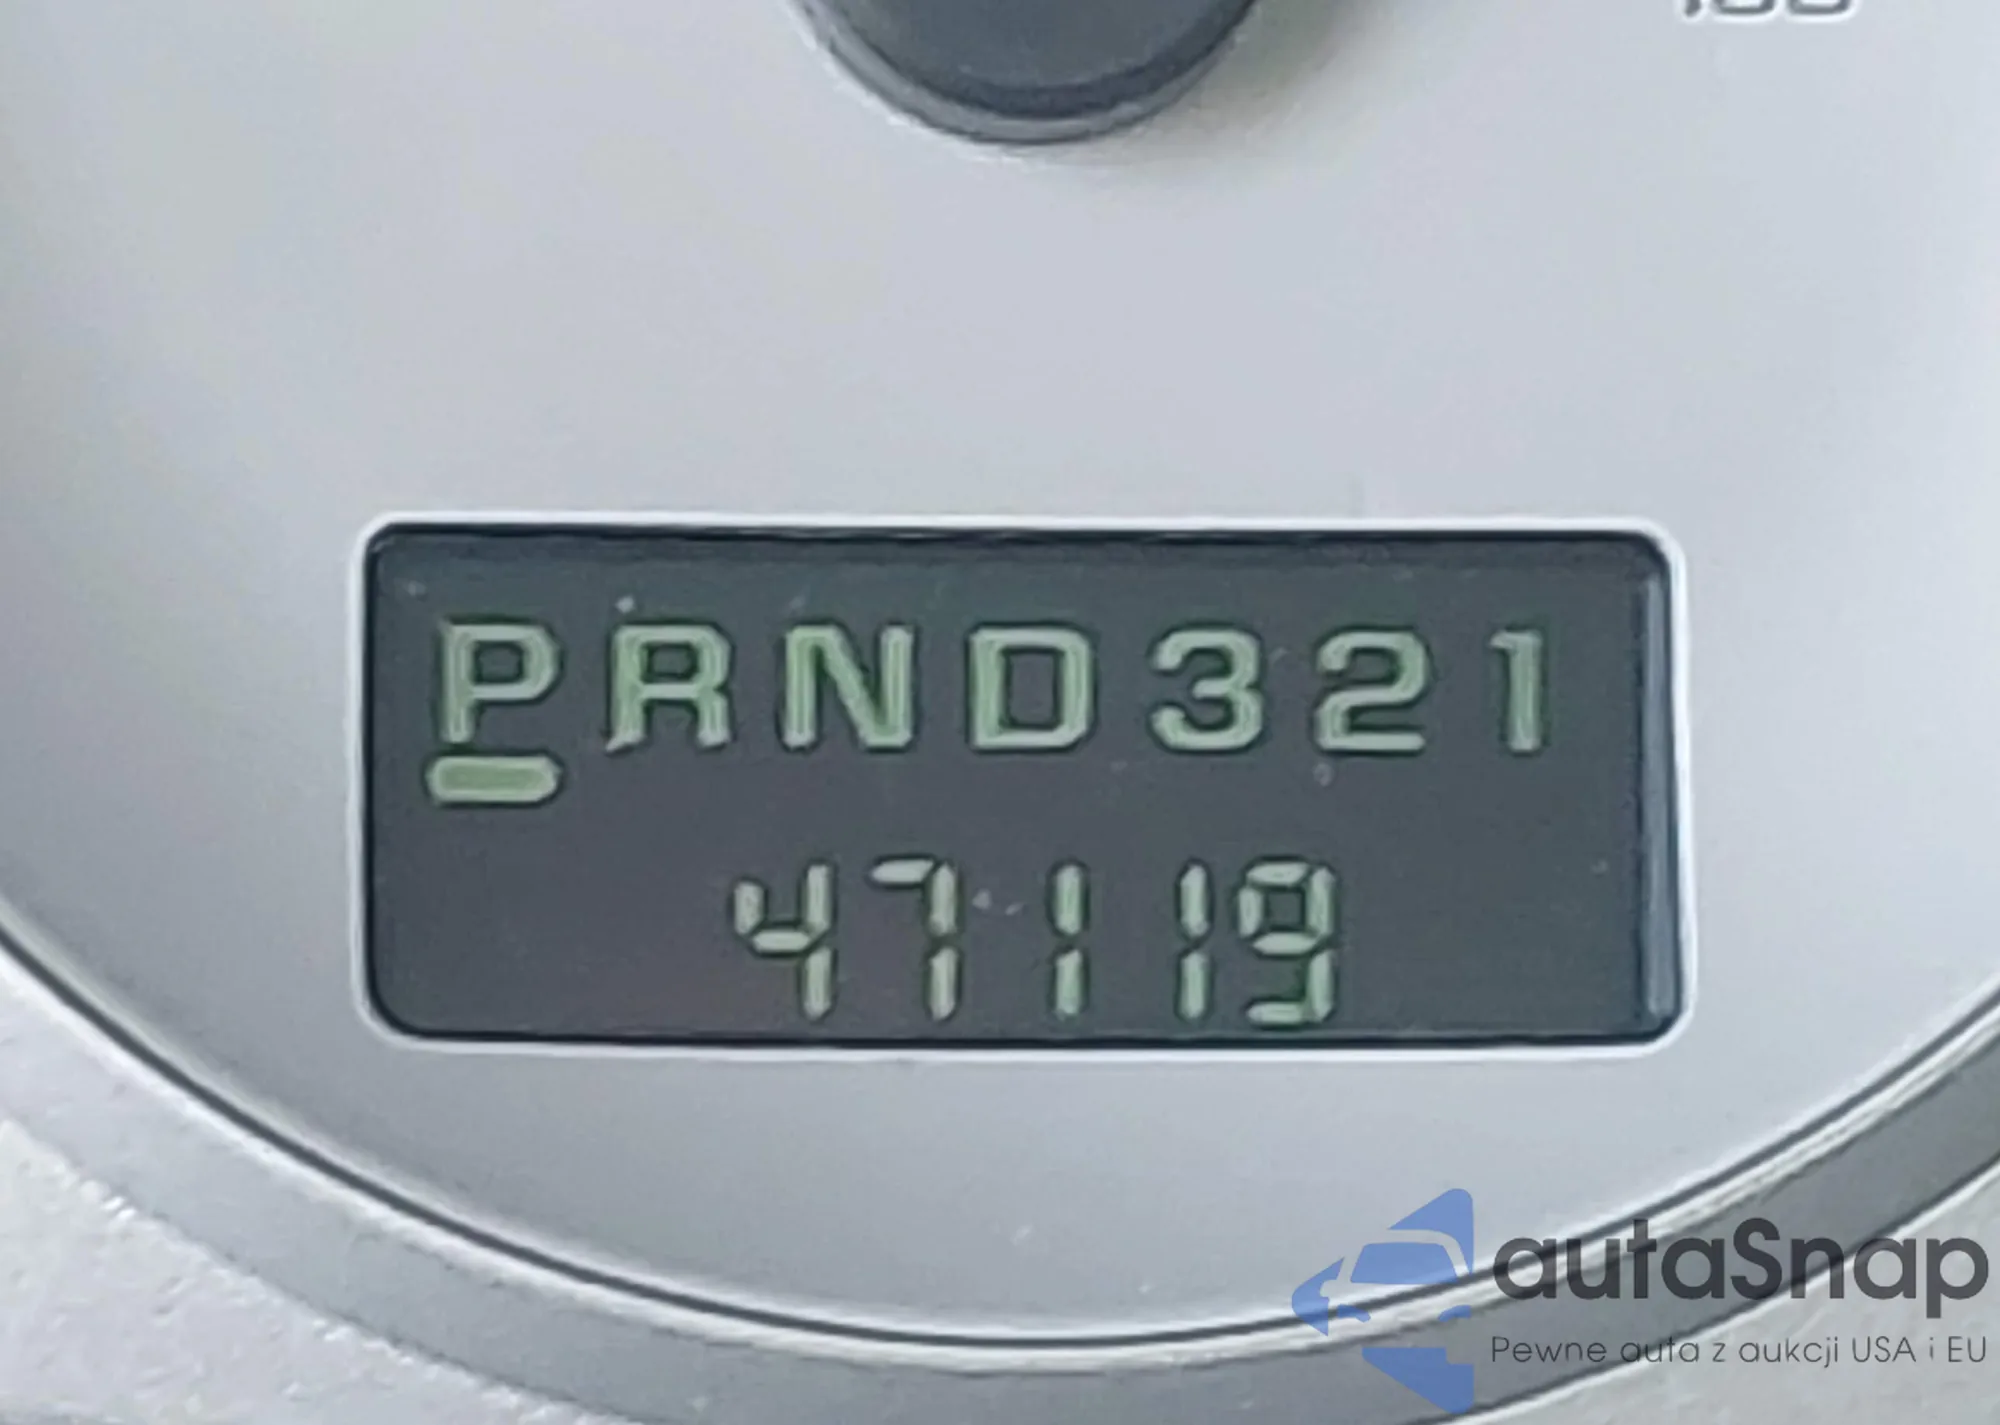 PRND321
47119
autaSnap
Pewne auta z aukcji USA i EU